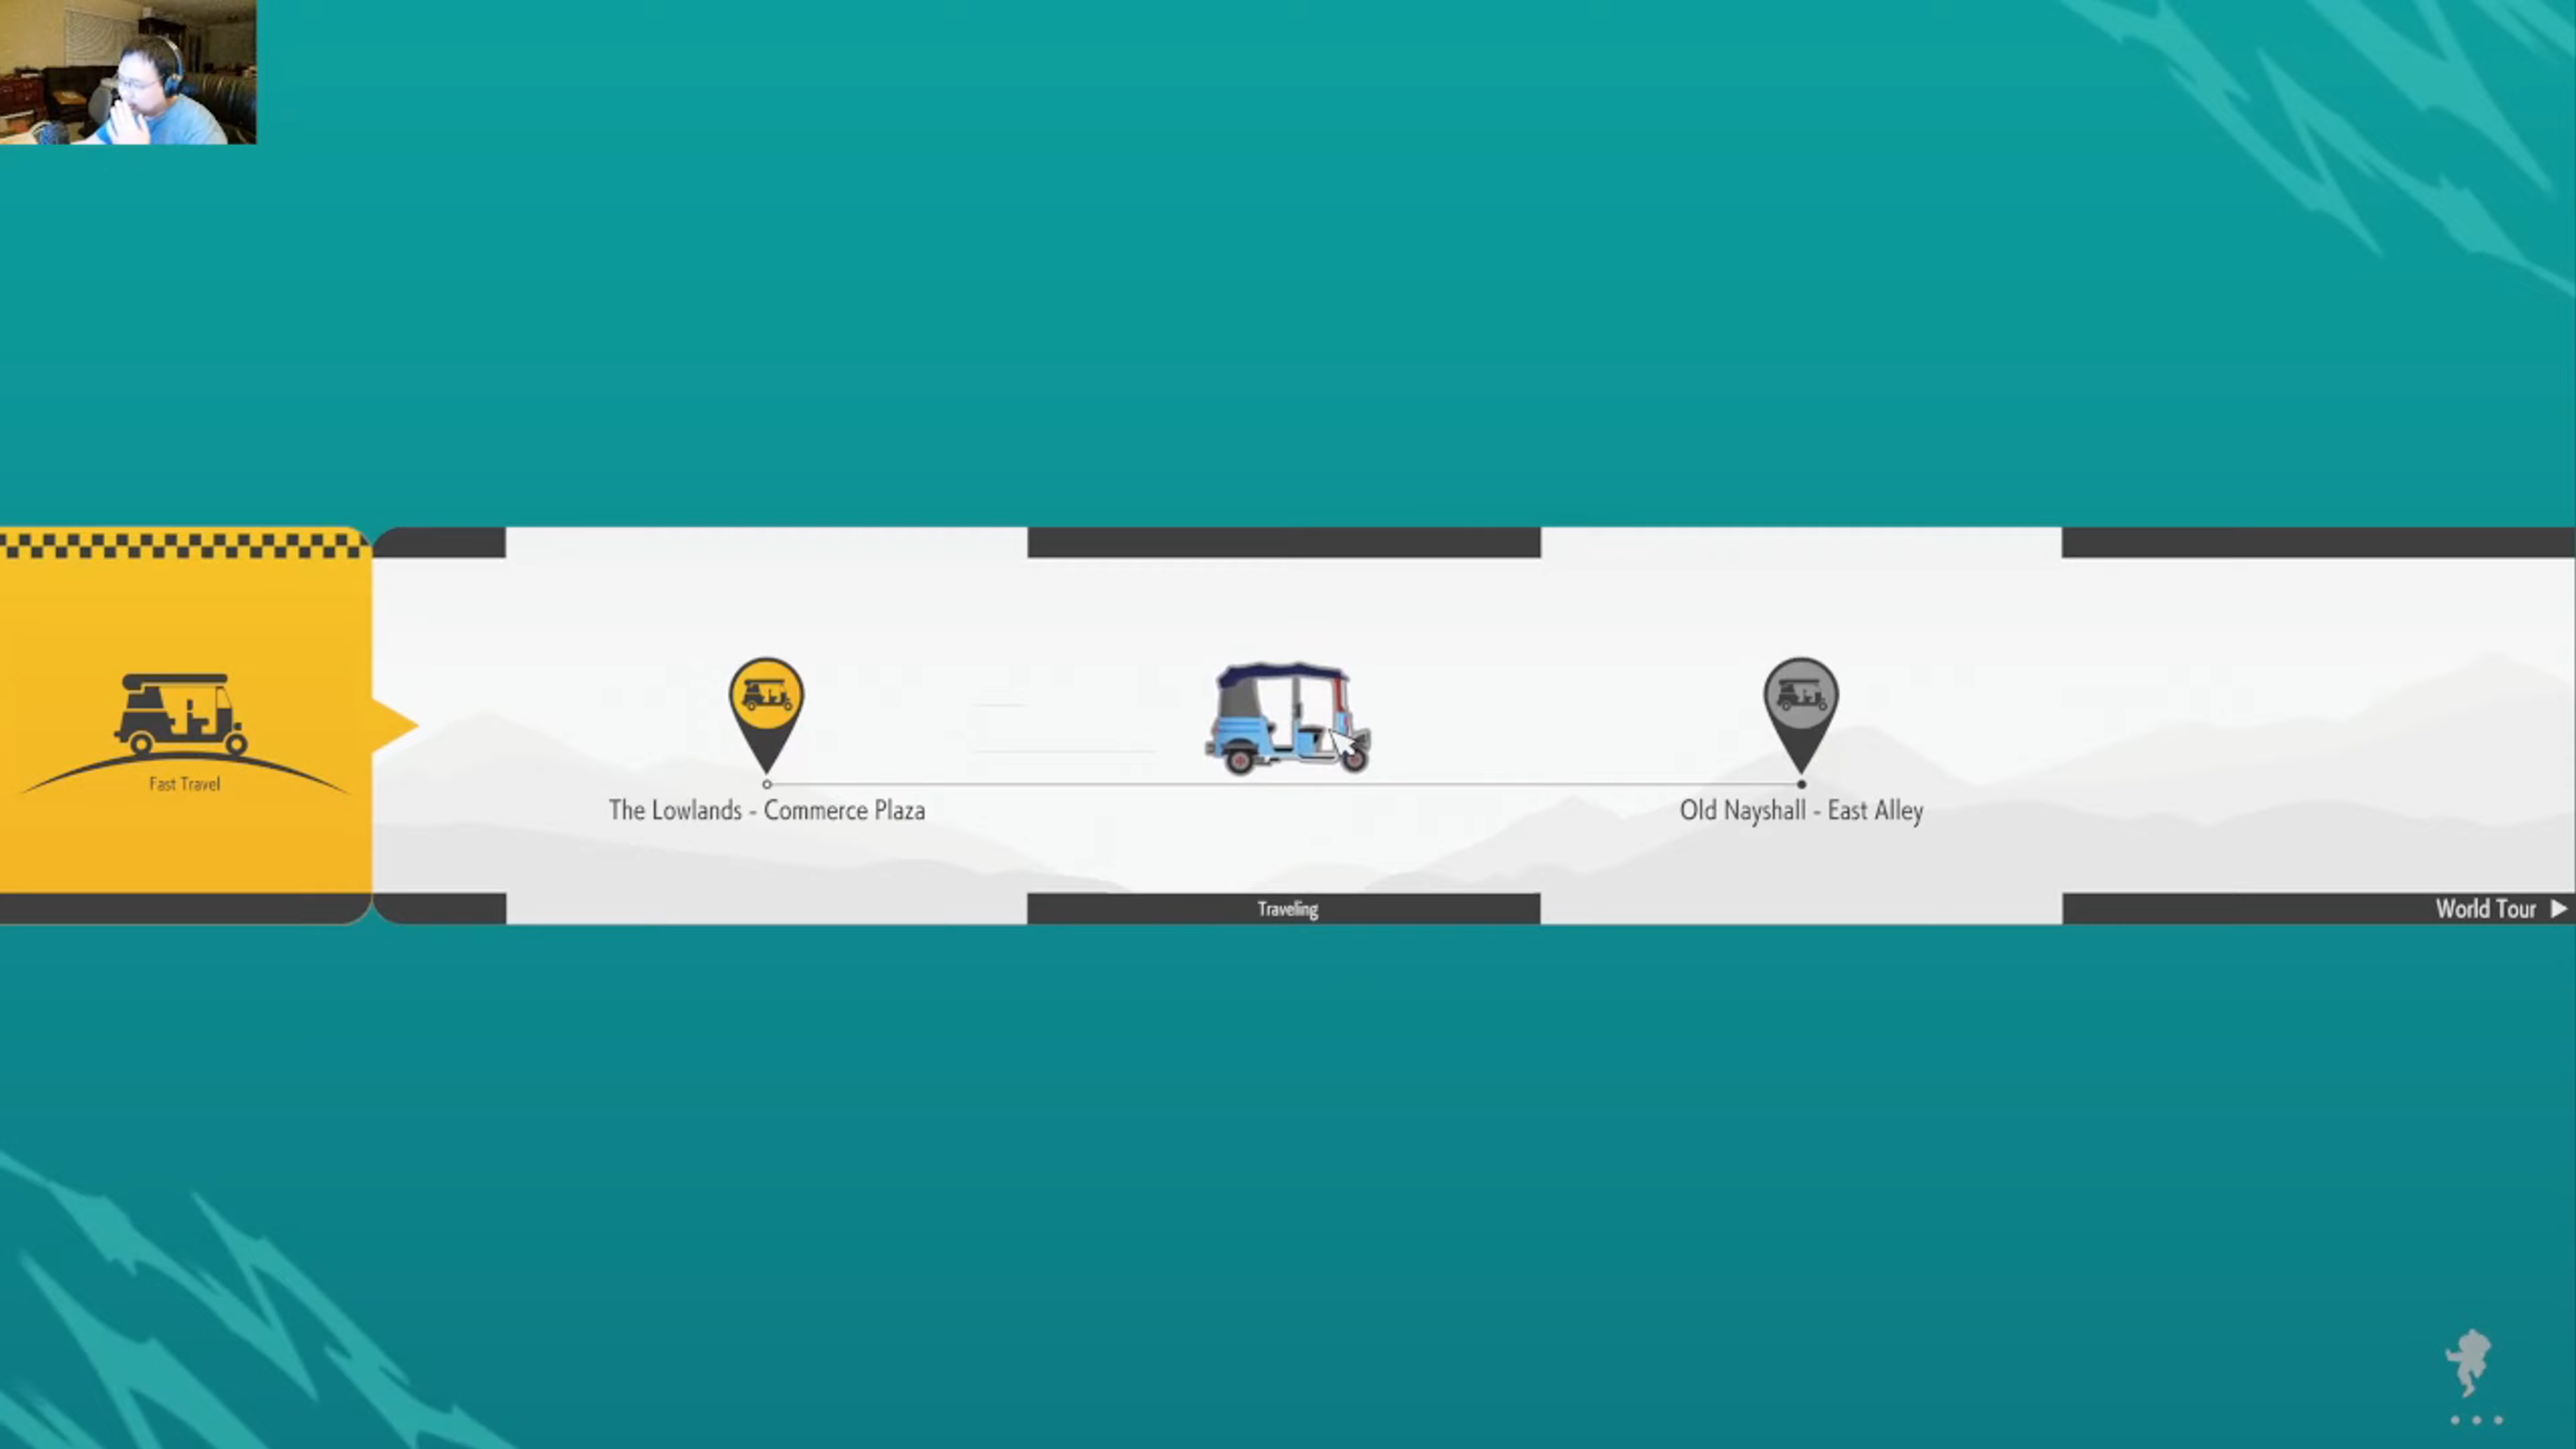 Fast Travel
The Lowlands - Commerce Plaza
Old Nayshall - East Alley
Traveling
World Tour